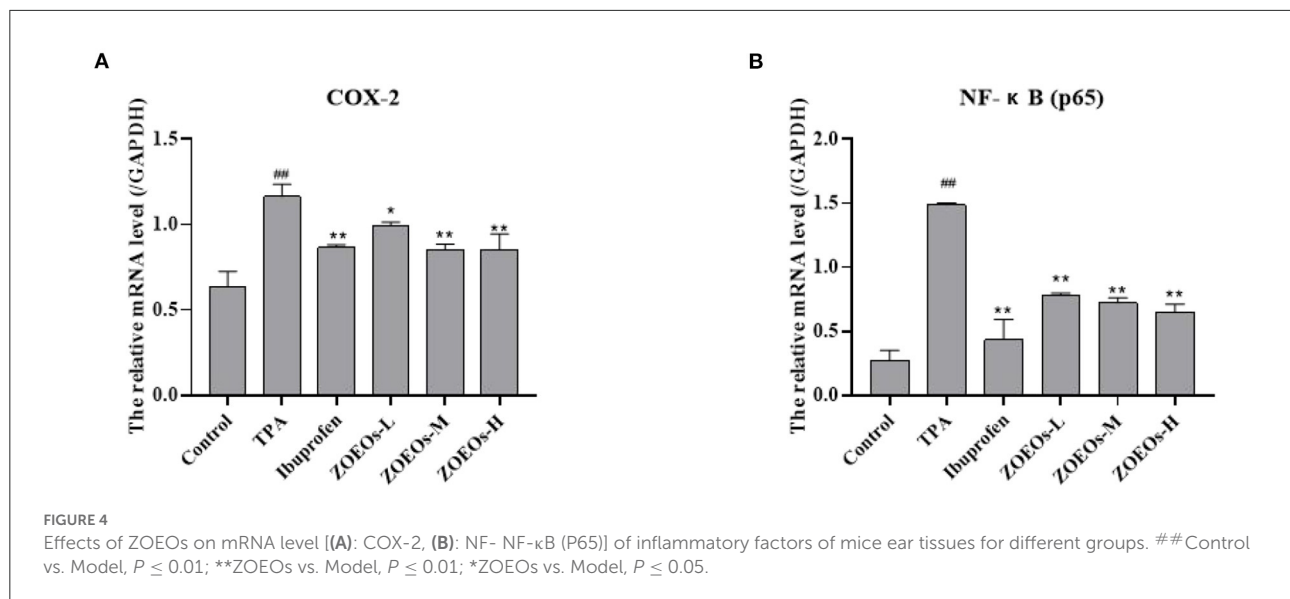 A
COX-2
The relative mRNA level (/GAPDH)
1.5
1.0
0.5
0.0
##
**
*
**
**
Control
TPA
Ibuprofen
ZOEOs-L
ZOEOs-M
ZOEOs-H
B
NF- κ B (p65)
The relative mRNA level (/GAPDH)
2.0
1.5
1.0
0.5
0.0
##
**
**
**
**
Control
TPA
Ibuprofen
ZOEOs-L
ZOEOs-M
ZOEOs-H
FIGURE 4
Effects of ZOEOs on mRNA level [(A): COX-2, (B): NF- NF-κB (P65)] of inflammatory factors of mice ear tissues for different groups. ##Control
vs. Model, P ≤ 0.01; **ZOEOs vs. Model, P ≤ 0.01; *ZOEOs vs. Model, P ≤ 0.05.